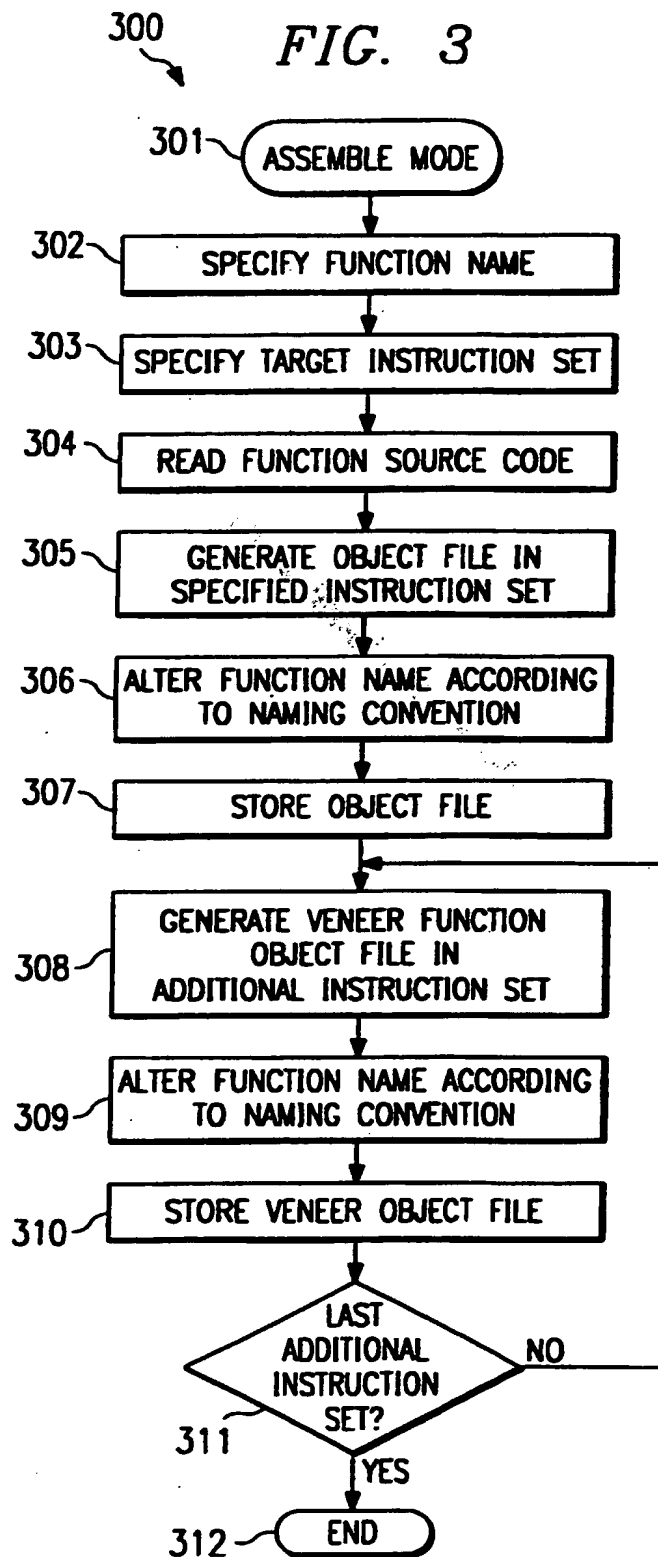 300
FIG. 3
301
ASSEMBLE MODE
302
SPECIFY FUNCTION NAME
303
SPECIFY TARGET INSTRUCTION SET
304
READ FUNCTION SOURCE CODE
305
GENERATE OBJECT FILE IN
SPECIFIED INSTRUCTION SET
306
ALTER FUNCTION NAME ACCORDING
TO NAMING CONVENTION
307
STORE OBJECT FILE
308
GENERATE VENEER FUNCTION
OBJECT FILE IN
ADDITIONAL INSTRUCTION SET
309
ALTER FUNCTION NAME ACCORDING
TO NAMING CONVENTION
310
STORE VENEER OBJECT FILE
311
LAST
ADDITIONAL
INSTRUCTION
SET?
NO
YES
312
END